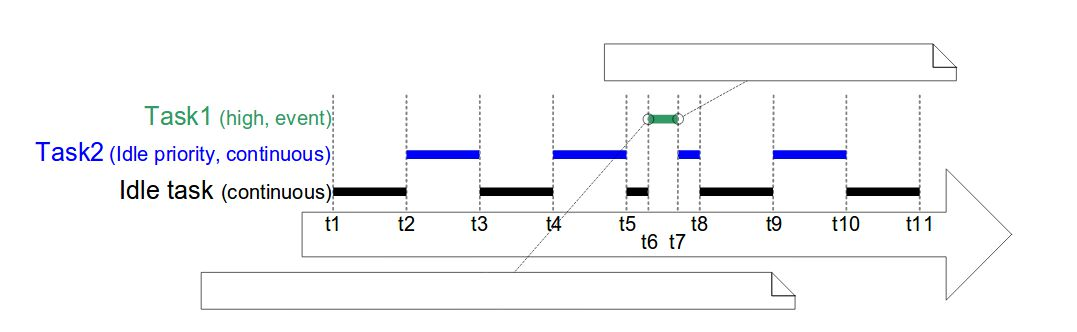 Task1 (high, event)
Task2 (Idle priority, continuous)
Idle task (continuous)
t1 t2 t3 t4 t5 t8 t9 t10 t11
t6 t7